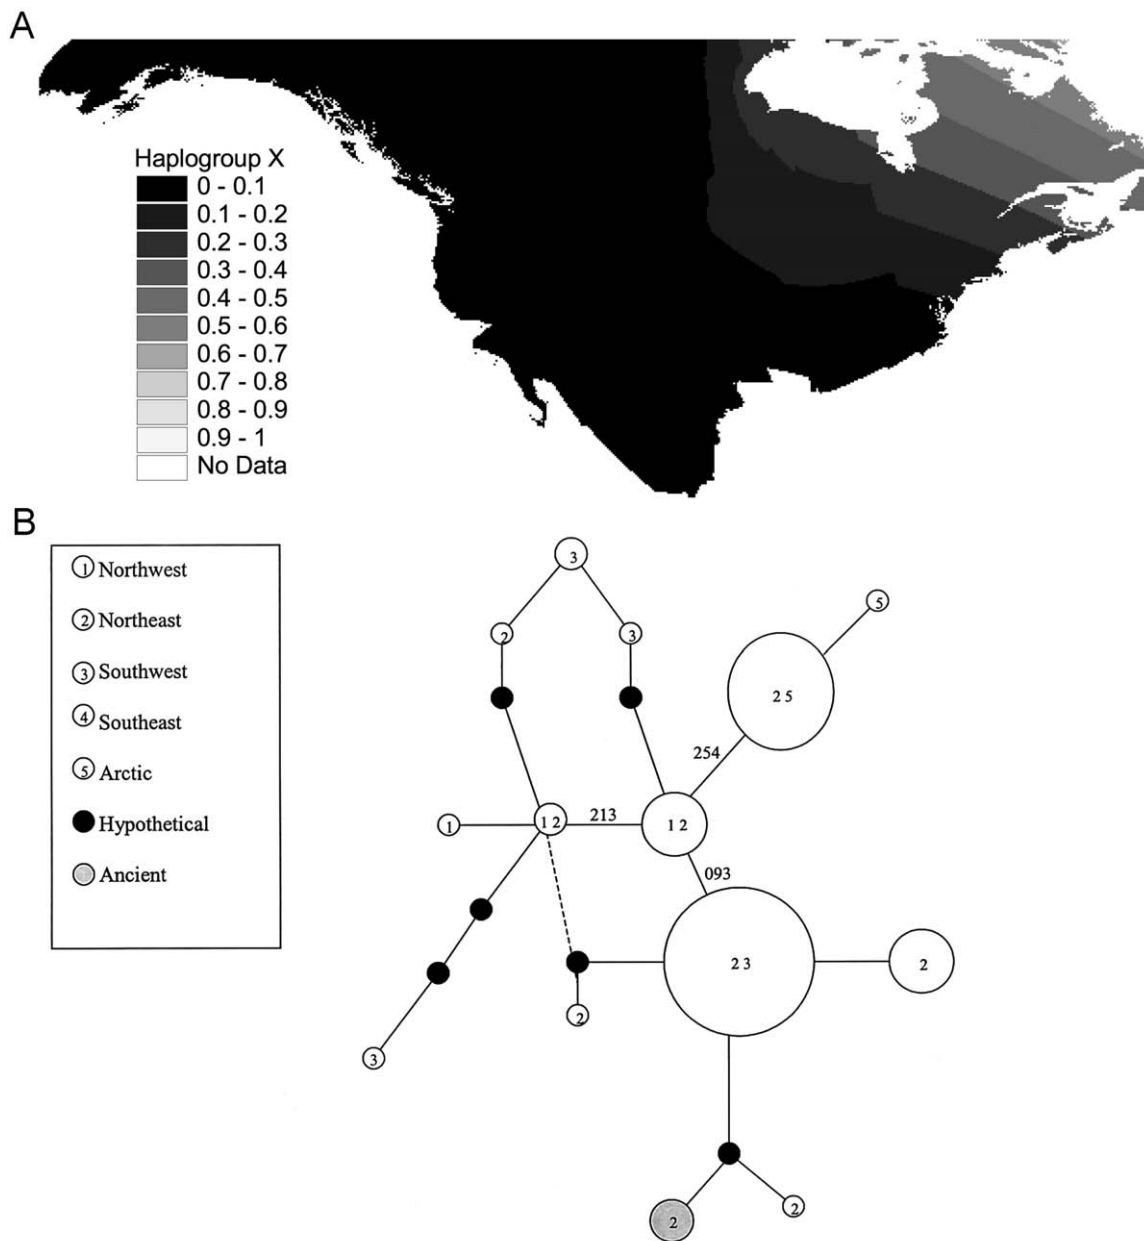 A
Haplogroup X
0 - 0.1
0.1 - 0.2
0.2 - 0.3
0.3 - 0.4
0.4 - 0.5
0.5 - 0.6
0.6 - 0.7
0.7 - 0.8
0.8 - 0.9
0.9 - 1
No Data
B
1 Northwest
2 Northeast
3 Southwest
4 Southeast
5 Arctic
Hypothetical
Ancient
3
5
2
3
2 5
254
213
1
1 2
1 2
093
2 3
2
2
3
2
2